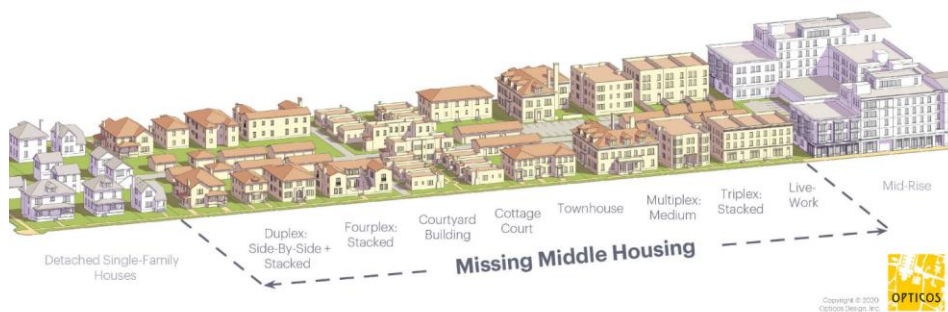 Detached Single-Family
Houses
Duplex:
Side-By-Side +
Stacked
Fourplex:
Stacked
Courtyard
Building
Cottage
Court
Townhouse
Multiplex:
Medium
Triplex:
Stacked
Live-
Work
Mid-Rise
Missing Middle Housing
Copyright © 2020
Opticos Design, Inc.
OPTICOS